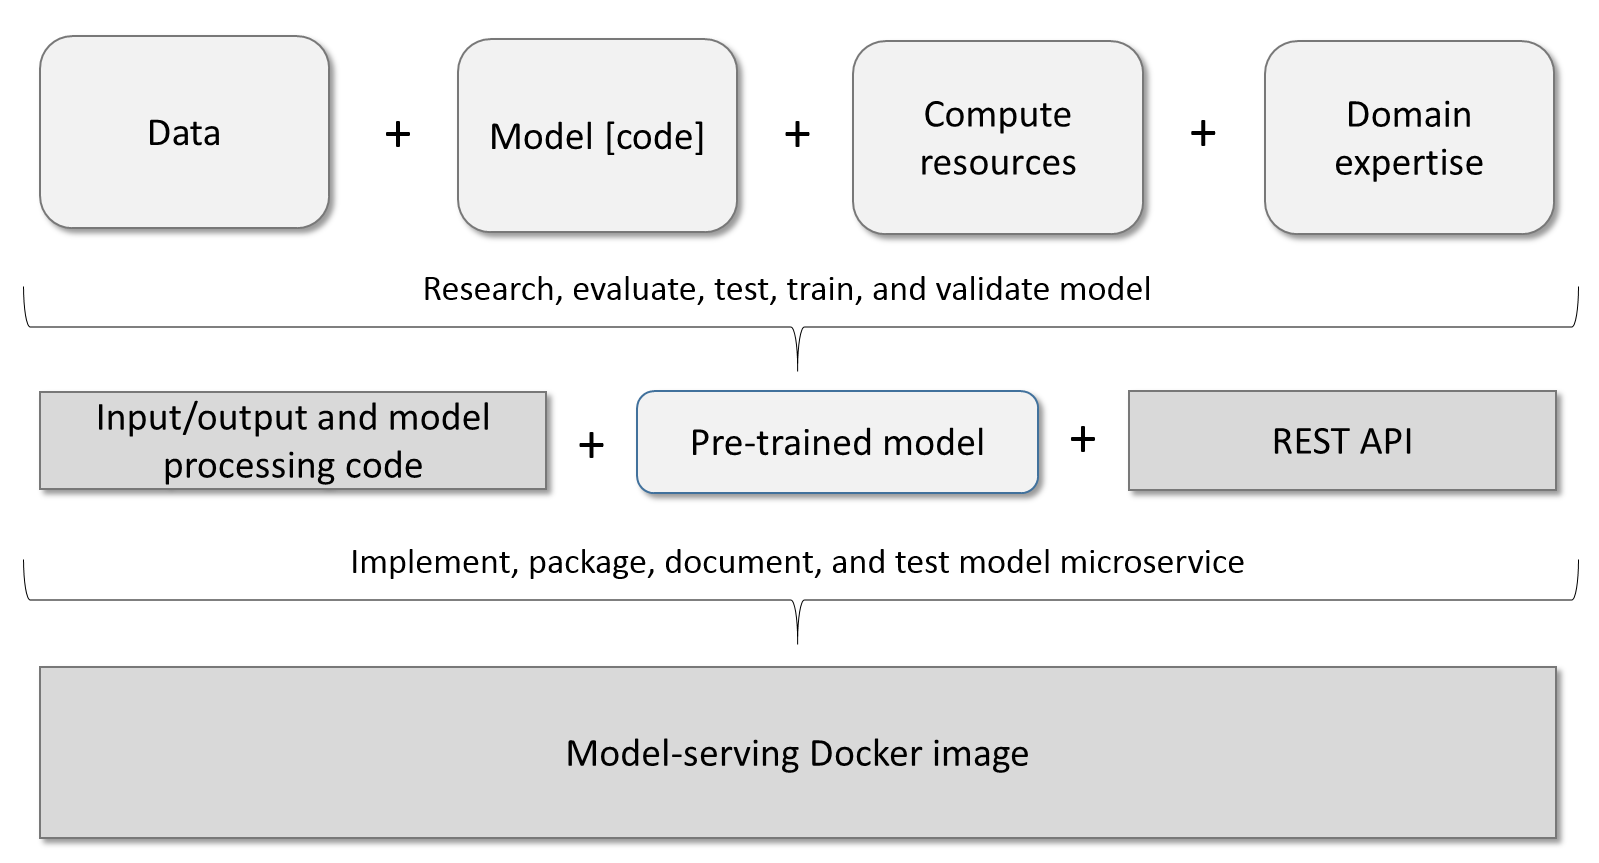 Data
+
Model [code]
+
Compute
resources
+
Domain
expertise
Research, evaluate, test, train, and validate model
Input/output and model
processing code
+
Pre-trained model
+
REST API
Implement, package, document, and test model microservice
Model-serving Docker image